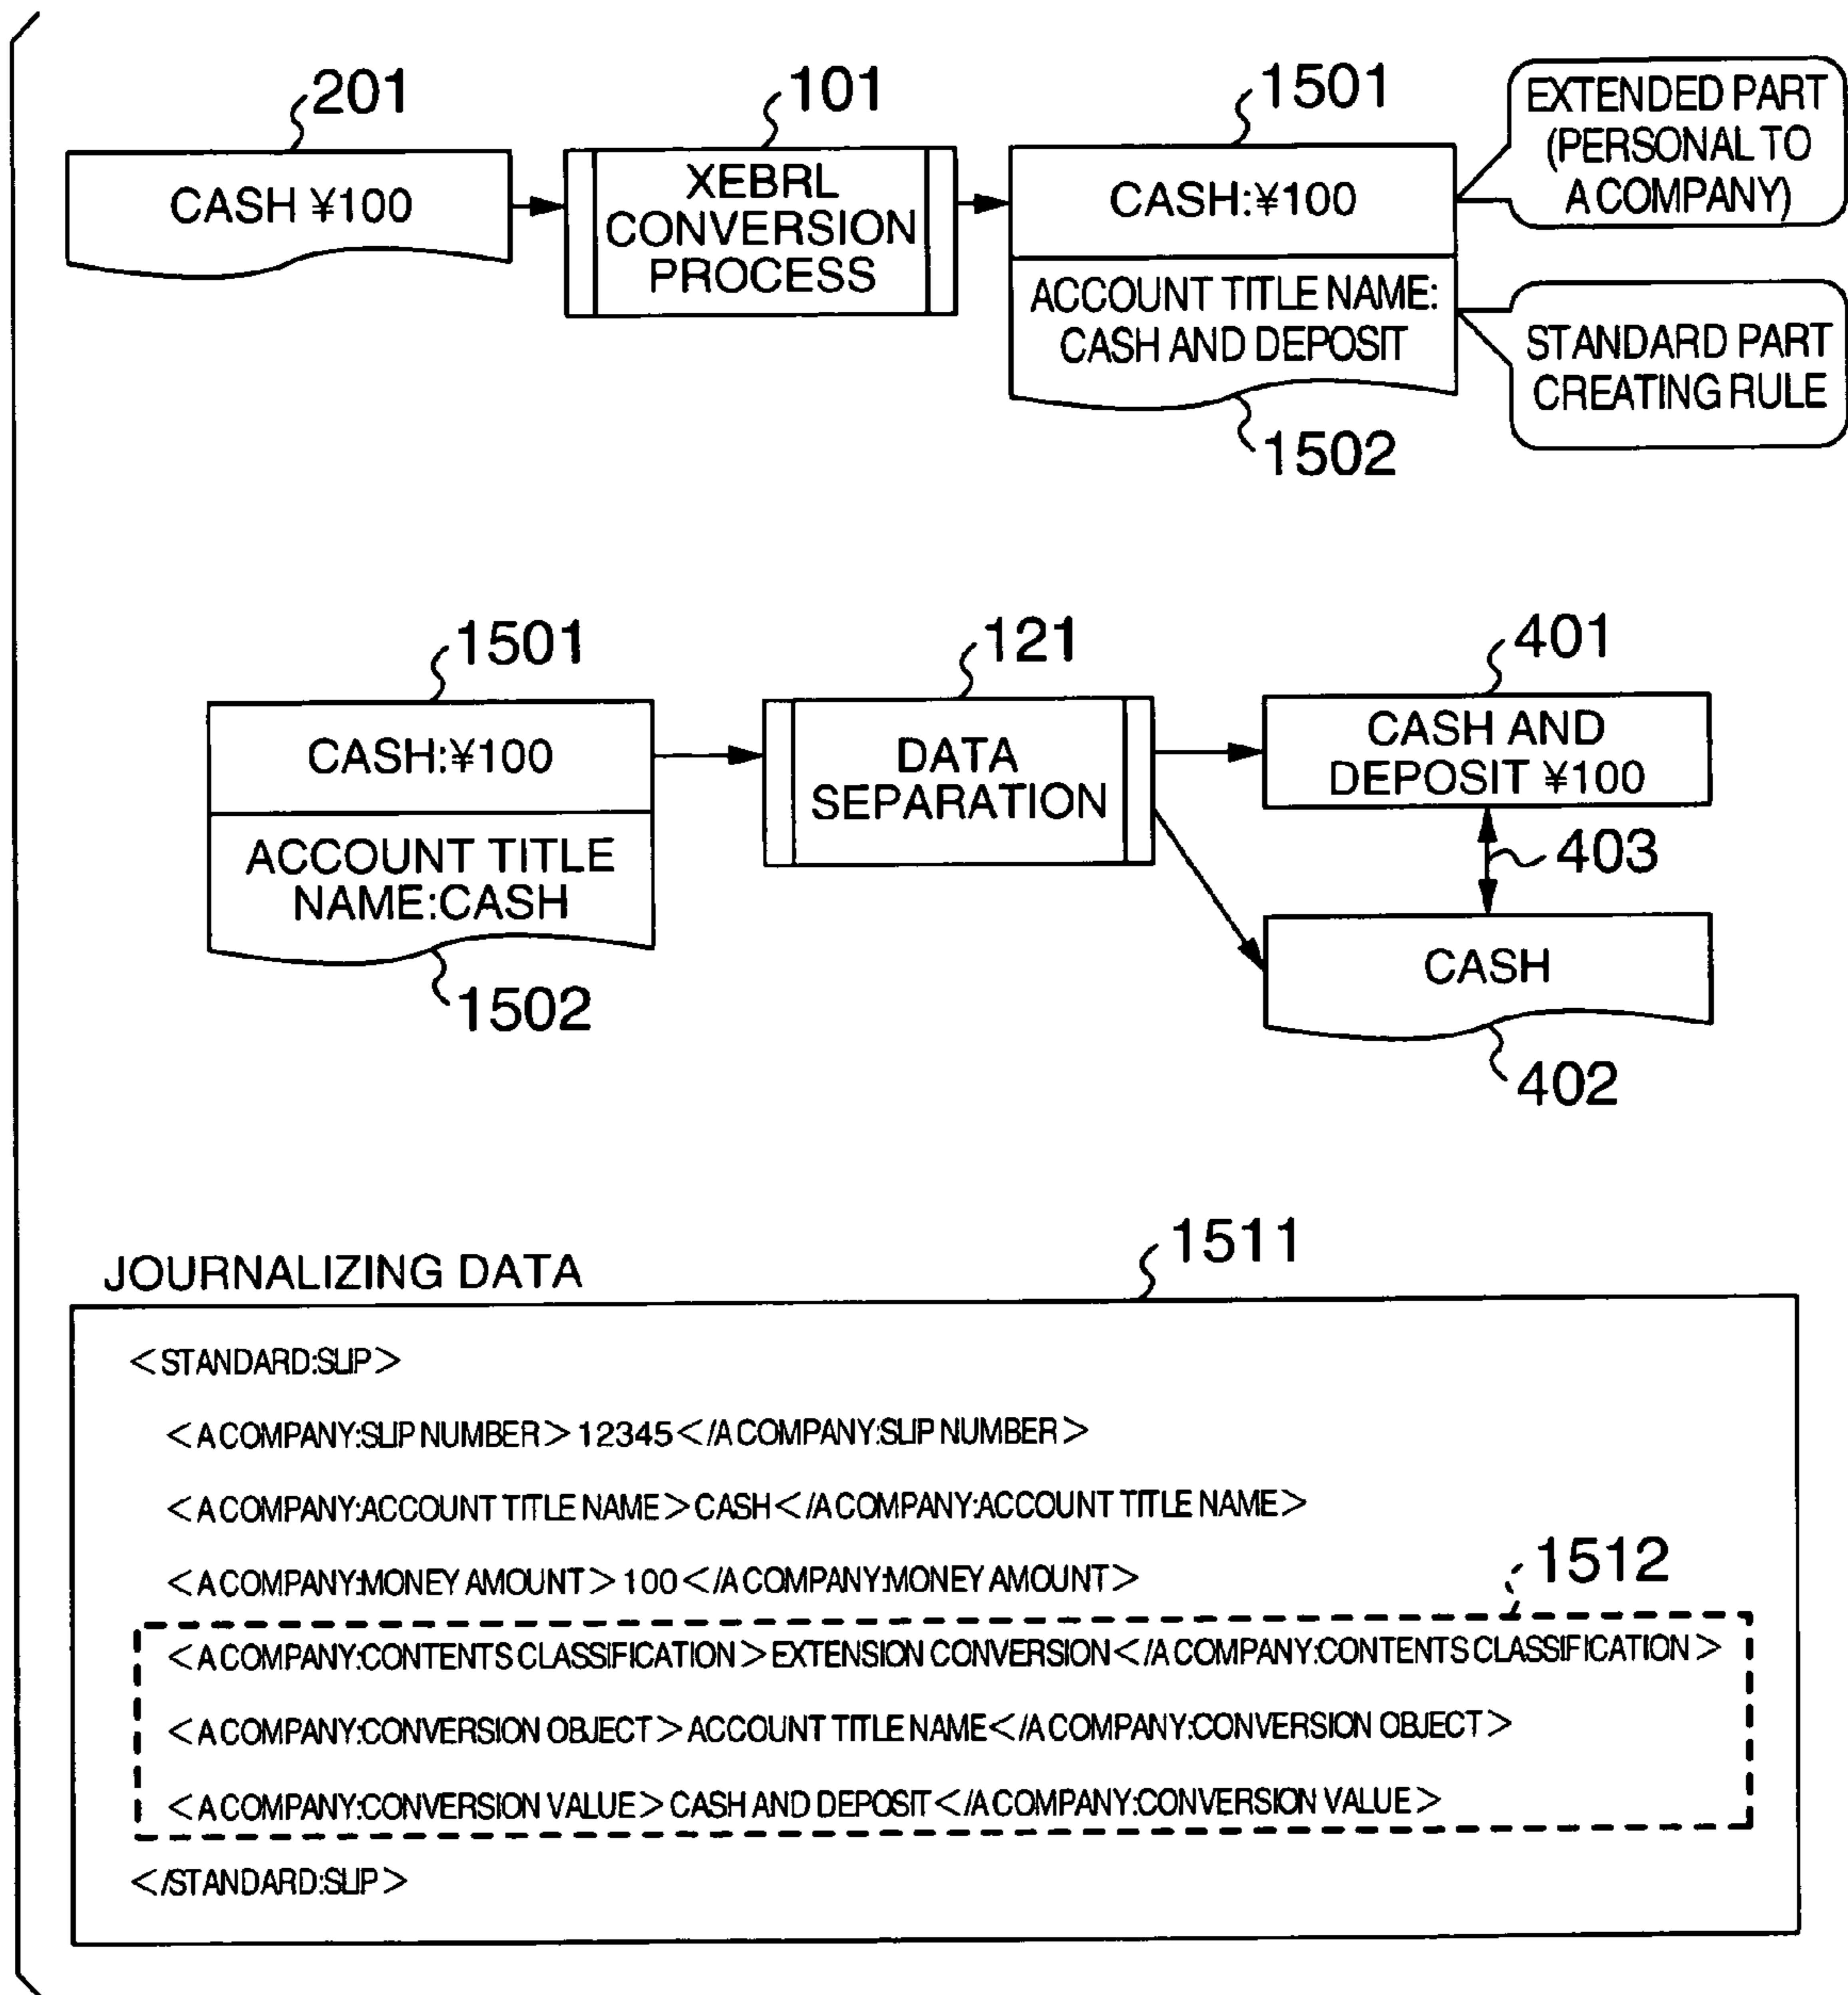 201
101
1501
CASH ¥100
XEBRL
CONVERSION
PROCESS
CASH:¥100
ACCOUNT TITLE NAME:
CASH AND DEPOSIT
EXTENDED PART
(PERSONAL TO
A COMPANY)
STANDARD PART
CREATING RULE
1502
1501
121
401
CASH:¥100
ACCOUNT TITLE
NAME:CASH
DATA
SEPARATION
CASH AND
DEPOSIT ¥100
403
CASH
1502
402
JOURNALIZING DATA
1511
<STANDARD:SLIP>
<A COMPANY:SLIP NUMBER>12345</A COMPANY:SLIP NUMBER>
<A COMPANY:ACCOUNT TITLE NAME>CASH</A COMPANY:ACCOUNT TITLE NAME>
<A COMPANY:MONEY AMOUNT>100</A COMPANY:MONEY AMOUNT>
1512
<A COMPANY:CONTENTS CLASSIFICATION>EXTENSION CONVERSION</A COMPANY:CONTENTS CLASSIFICATION>
<A COMPANY:CONVERSION OBJECT>ACCOUNT TITLE NAME</A COMPANY:CONVERSION OBJECT>
<A COMPANY:CONVERSION VALUE>CASH AND DEPOSIT</A COMPANY:CONVERSION VALUE>
</STANDARD:SLIP>